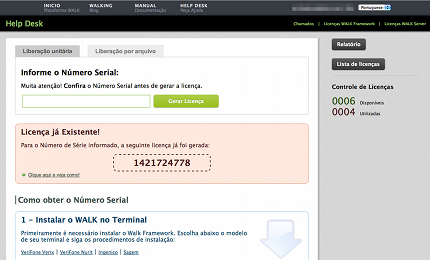 INICIO
Plataforma WALK
WALKING
Blog
MANUAL
Documentação
HELP DESK
Peça Ajuda
Portuguese
Help Desk
Chamados | Licenças WALK Framework | Licenças WALK Server
Liberação unitária
Liberação por arquivo
Informe o Número Serial:
Muita atenção! Confira o Número Serial antes de gerar a licença.
Gerar Licença
Licença já Existente!
Para o Número de Série informado, a seguinte licença já foi gerada:
1421724778
Clique aqui e veja como!
Como obter o Número Serial
1 - Instalar o WALK no Terminal
Primeiramente é necessário instalar o Walk Framework. Escolha abaixo o modelo
de seu terminal e siga os procedimentos de instalação:
VeriFone Verix | VeriFone Nurit | Ingenico | Sagem
Relatório
Lista de licenças
Controle de Licenças
0006 Disponíveis
0004 Utilizadas